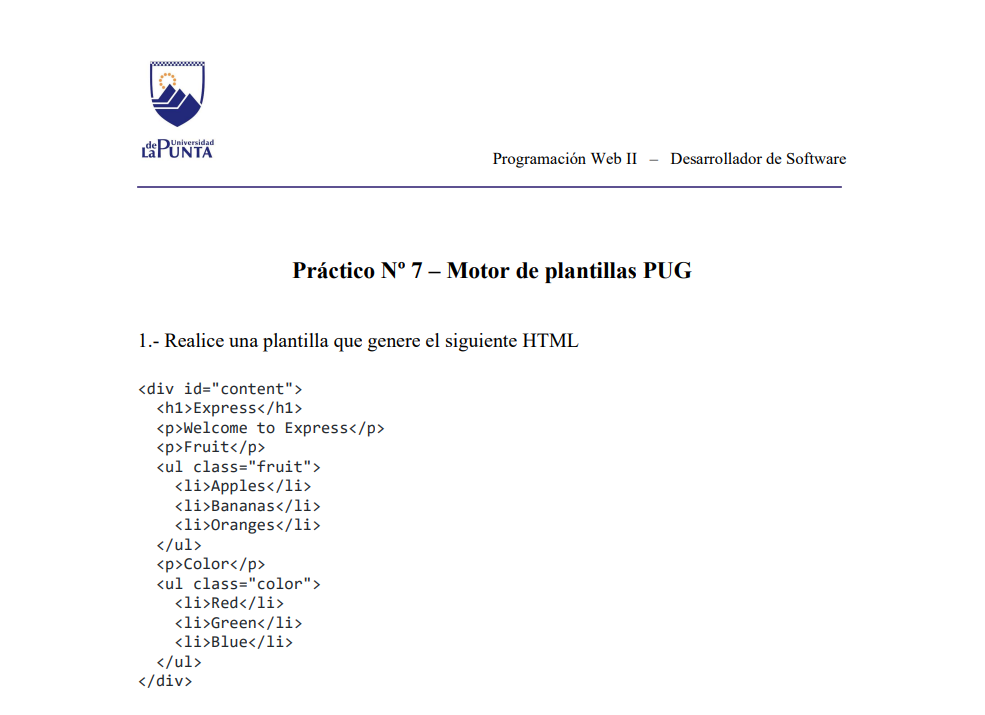 Universidad
de
La PUNTA
Programación Web II – Desarrollador de Software
Práctico Nº 7 – Motor de plantillas PUG
1.- Realice una plantilla que genere el siguiente HTML
<div id="content">
  <h1>Express</h1>
  <p>Welcome to Express</p>
  <p>Fruit</p>
  <ul class="fruit">
    <li>Apples</li>
    <li>Bananas</li>
    <li>Oranges</li>
  </ul>
  <p>Color</p>
  <ul class="color">
    <li>Red</li>
    <li>Green</li>
    <li>Blue</li>
  </ul>
</div>